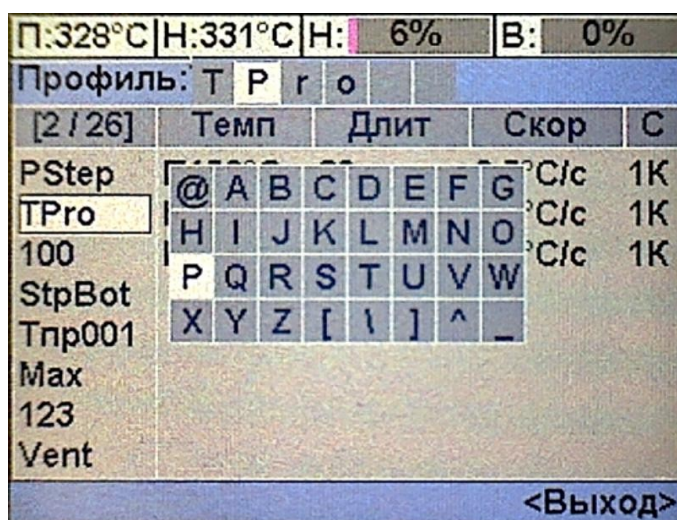 П:328°C H:331°C H: 6% В: 0%
Профиль: T P r o
[2 / 26] Темп Длит Скор С
PStep °C/c 1К
@ A B C D E F G
TPro °C/c 1К
H I J K L M N O
100 °C/c 1К
P Q R S T U V W
StpBot
X Y Z [ \ ] ^ _
Tпр001
Max
123
Vent
<Выход>